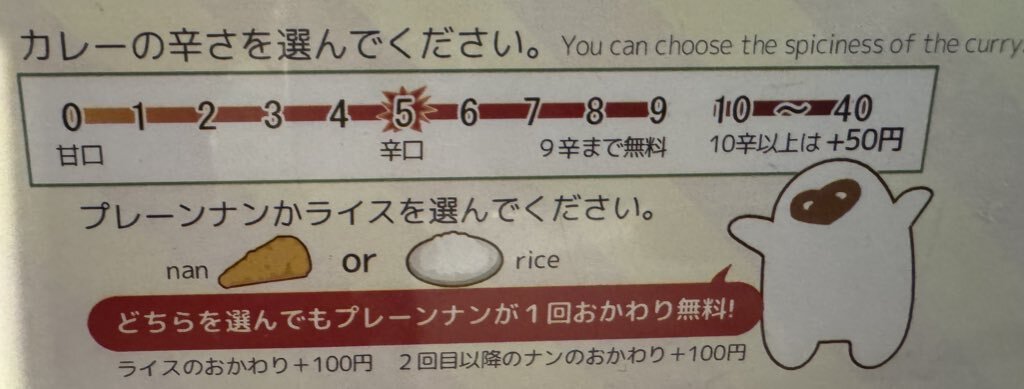 カレーの辛さを選んでください。 You can choose the spiciness of the curry.
0 1 2 3 4 5 6 7 8 9 10 〜 40
甘口 辛口 9辛まで無料 10辛以上は+50円
プレーンナンかライスを選んでください。
nan or rice
どちらを選んでもプレーンナンが1回おかわり無料!
ライスのおかわり+100円 2回目以降のナンのおかわり+100円